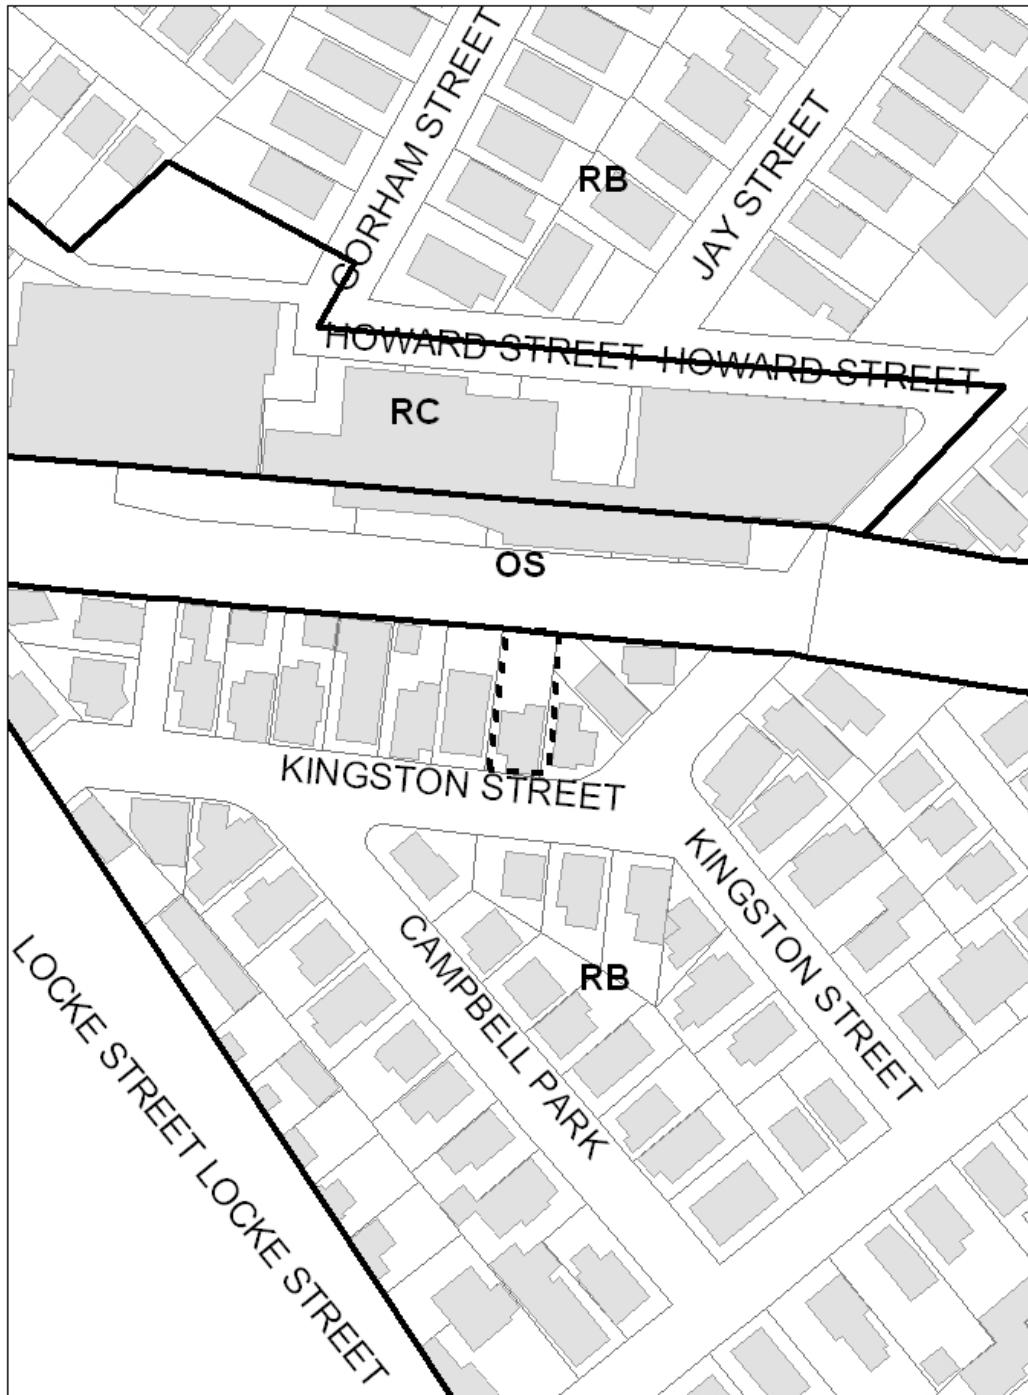 GORHAM STREET
RB
JAY STREET
HOWARD STREET HOWARD STREET
RC
OS
KINGSTON STREET
KINGSTON STREET
CAMPBELL PARK
RB
LOCKE STREET LOCKE STREET